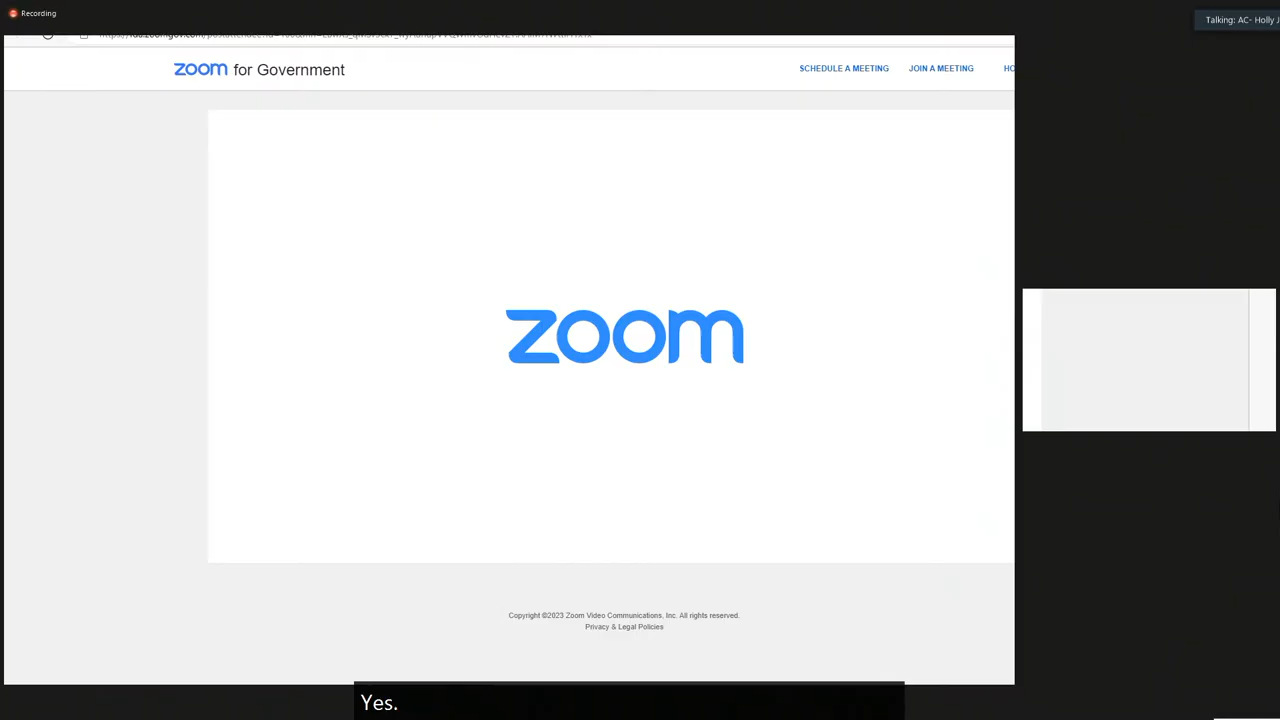 Recording
Talking: AC- Holly J
zoom for Government
SCHEDULE A MEETING
JOIN A MEETING
HO
zoom
Copyright ©2023 Zoom Video Communications, Inc. All rights reserved.
Privacy & Legal Policies
Yes.